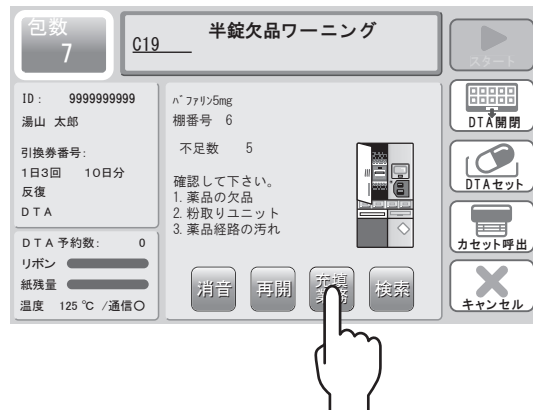 包数
7
C19 半錠欠品ワーニング
スタート
ID: 9999999999
湯山 太郎
引換券番号:
1日3回 10日分
反復
DTA
DTA予約数: 0
リボン
紙残量
温度 125℃ /通信○
ﾊﾞﾌｧﾘﾝ5mg
棚番号 6
不足数 5
確認して下さい。
1. 薬品の欠品
2. 粉取りユニット
3. 薬品経路の汚れ
消音
再開
充填
業務
検索
DTA開閉
DTAセット
カセット呼出
キャンセル